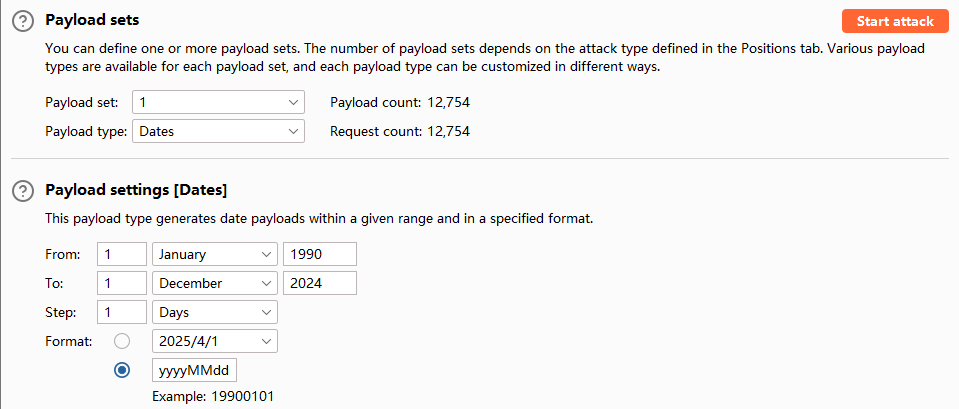 ? Payload sets Start attack
You can define one or more payload sets. The number of payload sets depends on the attack type defined in the Positions tab. Various payload
types are available for each payload set, and each payload type can be customized in different ways.
Payload set: 1 Payload count: 12,754
Payload type: Dates Request count: 12,754
? Payload settings [Dates]
This payload type generates date payloads within a given range and in a specified format.
From: 1 January 1990
To: 1 December 2024
Step: 1 Days
Format: 2025/4/1
yyyyMMdd
Example: 19900101